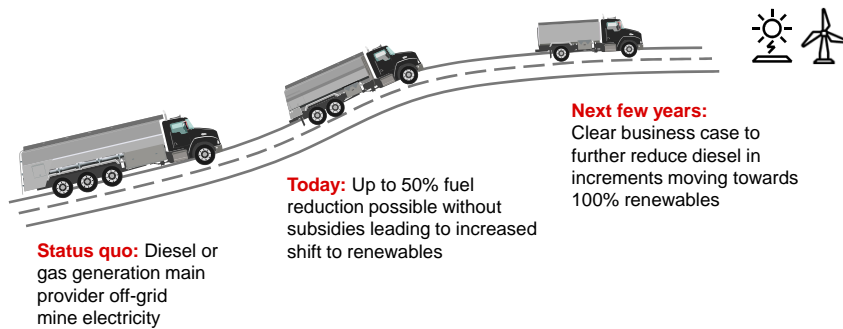 Status quo: Diesel or
gas generation main
provider off-grid
mine electricity
Today: Up to 50% fuel
reduction possible without
subsidies leading to increased
shift to renewables
Next few years:
Clear business case to
further reduce diesel in
increments moving towards
100% renewables